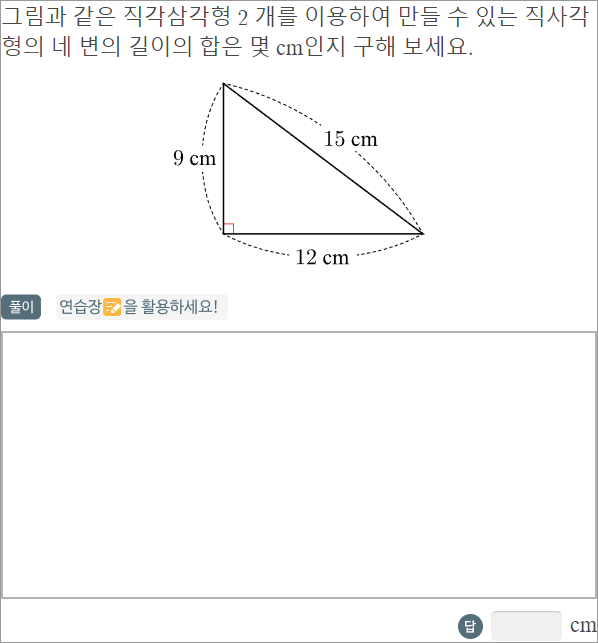 그림과 같은 직각삼각형 2 개를 이용하여 만들 수 있는 직사각
형의 네 변의 길이의 합은 몇 cm인지 구해 보세요.
15 cm
9 cm
12 cm
풀이 연습장을 활용하세요!
답 cm